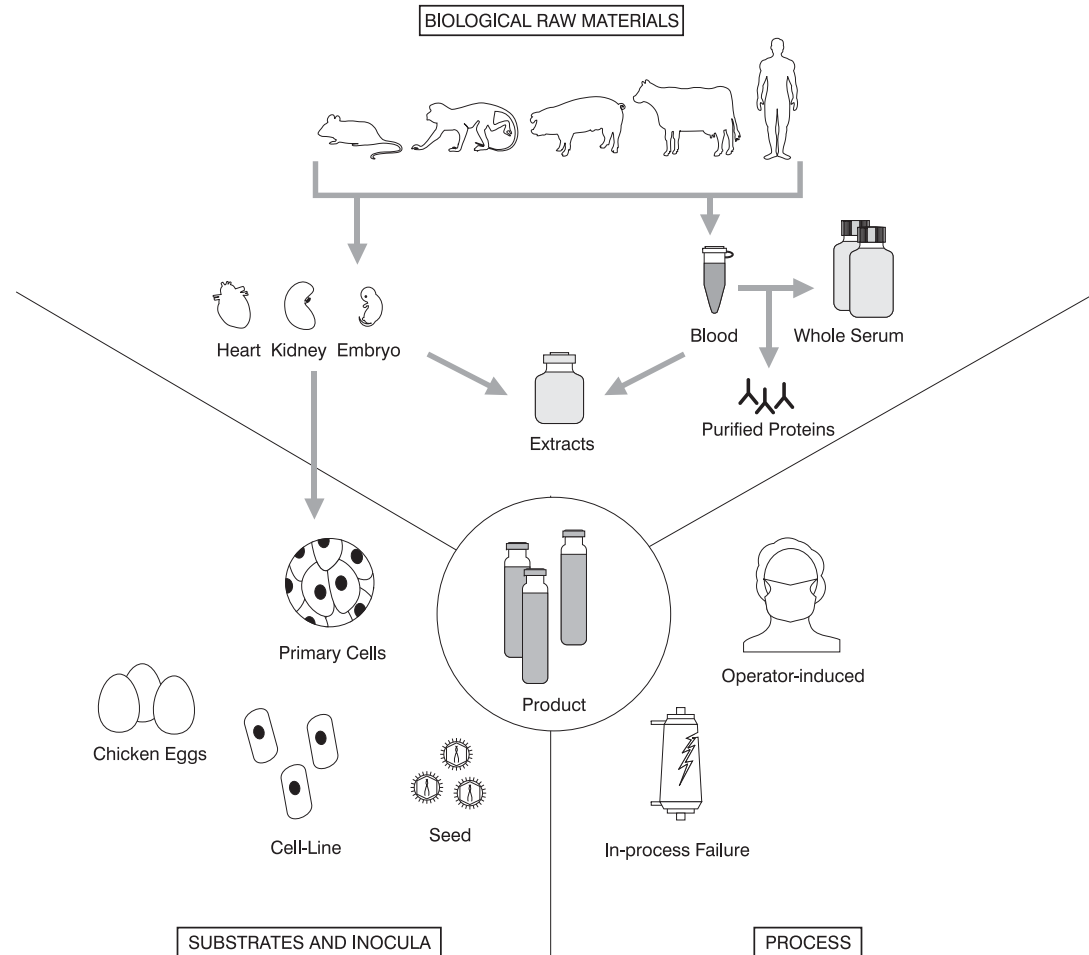 BIOLOGICAL RAW MATERIALS
Heart Kidney Embryo
Blood
Whole Serum
Extracts
Purified Proteins
Primary Cells
Operator-induced
Product
Chicken Eggs
Seed
Cell-Line
In-process Failure
SUBSTRATES AND INOCULA
PROCESS